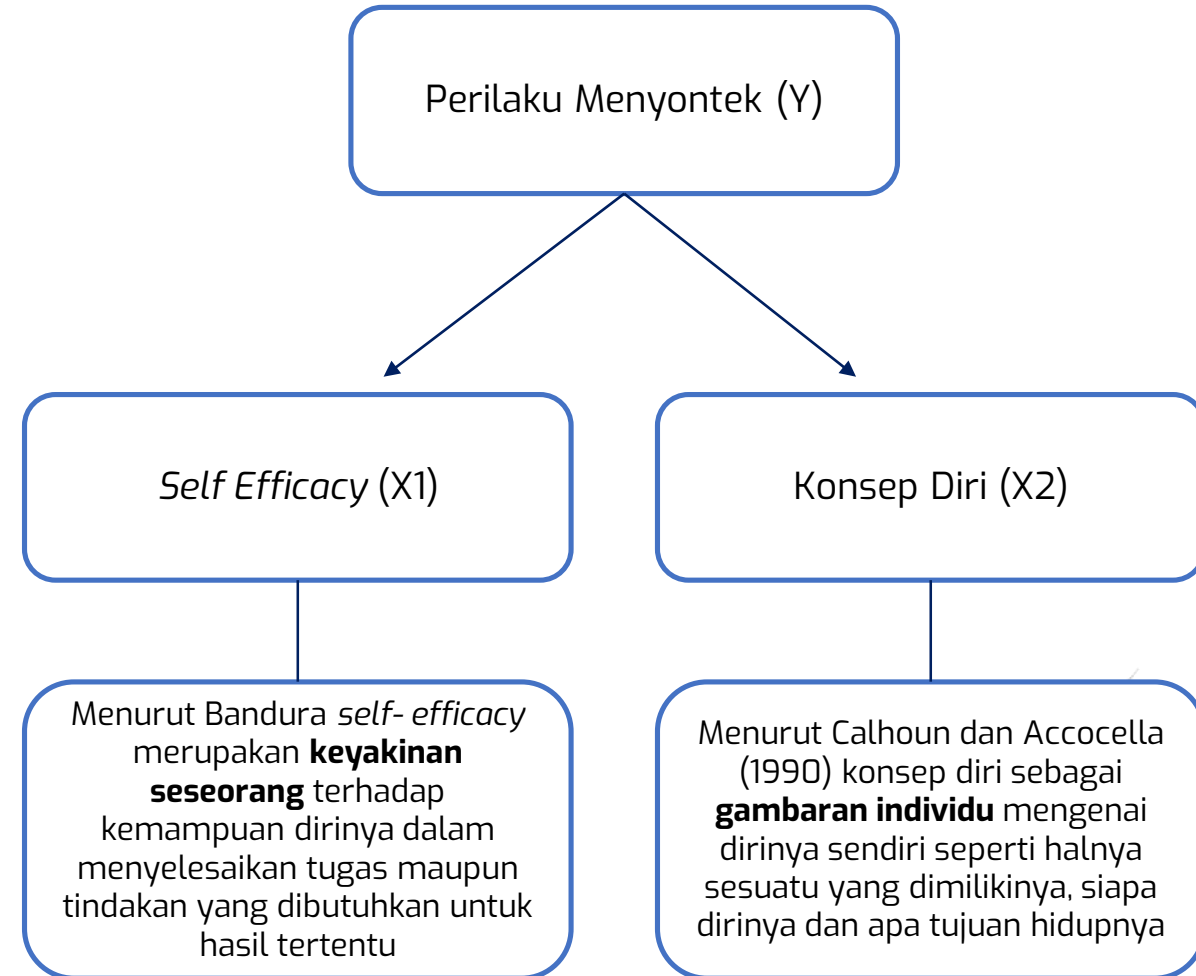 Perilaku Menyontek (Y)
Self Efficacy (X1)
Konsep Diri (X2)
Menurut Bandura self- efficacy
merupakan keyakinan
seseorang terhadap
kemampuan dirinya dalam
menyelesaikan tugas maupun
tindakan yang dibutuhkan untuk
hasil tertentu
Menurut Calhoun dan Accocella
(1990) konsep diri sebagai
gambaran individu mengenai
dirinya sendiri seperti halnya
sesuatu yang dimilikinya, siapa
dirinya dan apa tujuan hidupnya